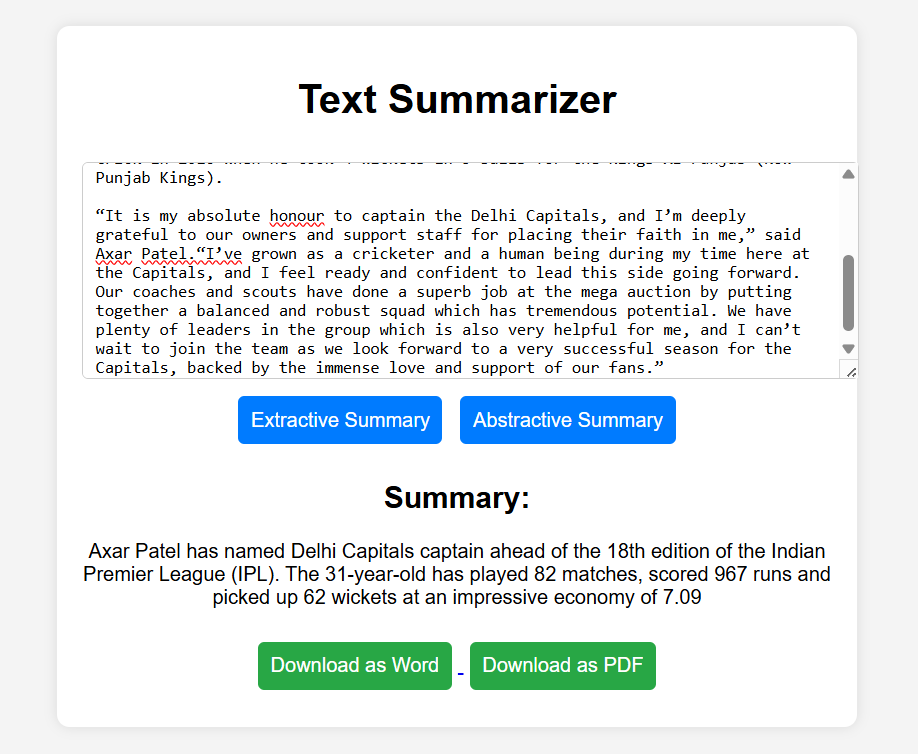 Text Summarizer
Punjab Kings).
“It is my absolute honour to captain the Delhi Capitals, and I’m deeply
grateful to our owners and support staff for placing their faith in me,” said
Axar Patel.“I’ve grown as a cricketer and a human being during my time here at
the Capitals, and I feel ready and confident to lead this side going forward.
Our coaches and scouts have done a superb job at the mega auction by putting
together a balanced and robust squad which has tremendous potential. We have
plenty of leaders in the group which is also very helpful for me, and I can’t
wait to join the team as we look forward to a very successful season for the
Capitals, backed by the immense love and support of our fans.”
Extractive Summary Abstractive Summary
Summary:
Axar Patel has named Delhi Capitals captain ahead of the 18th edition of the Indian
Premier League (IPL). The 31-year-old has played 82 matches, scored 967 runs and
picked up 62 wickets at an impressive economy of 7.09
Download as Word Download as PDF